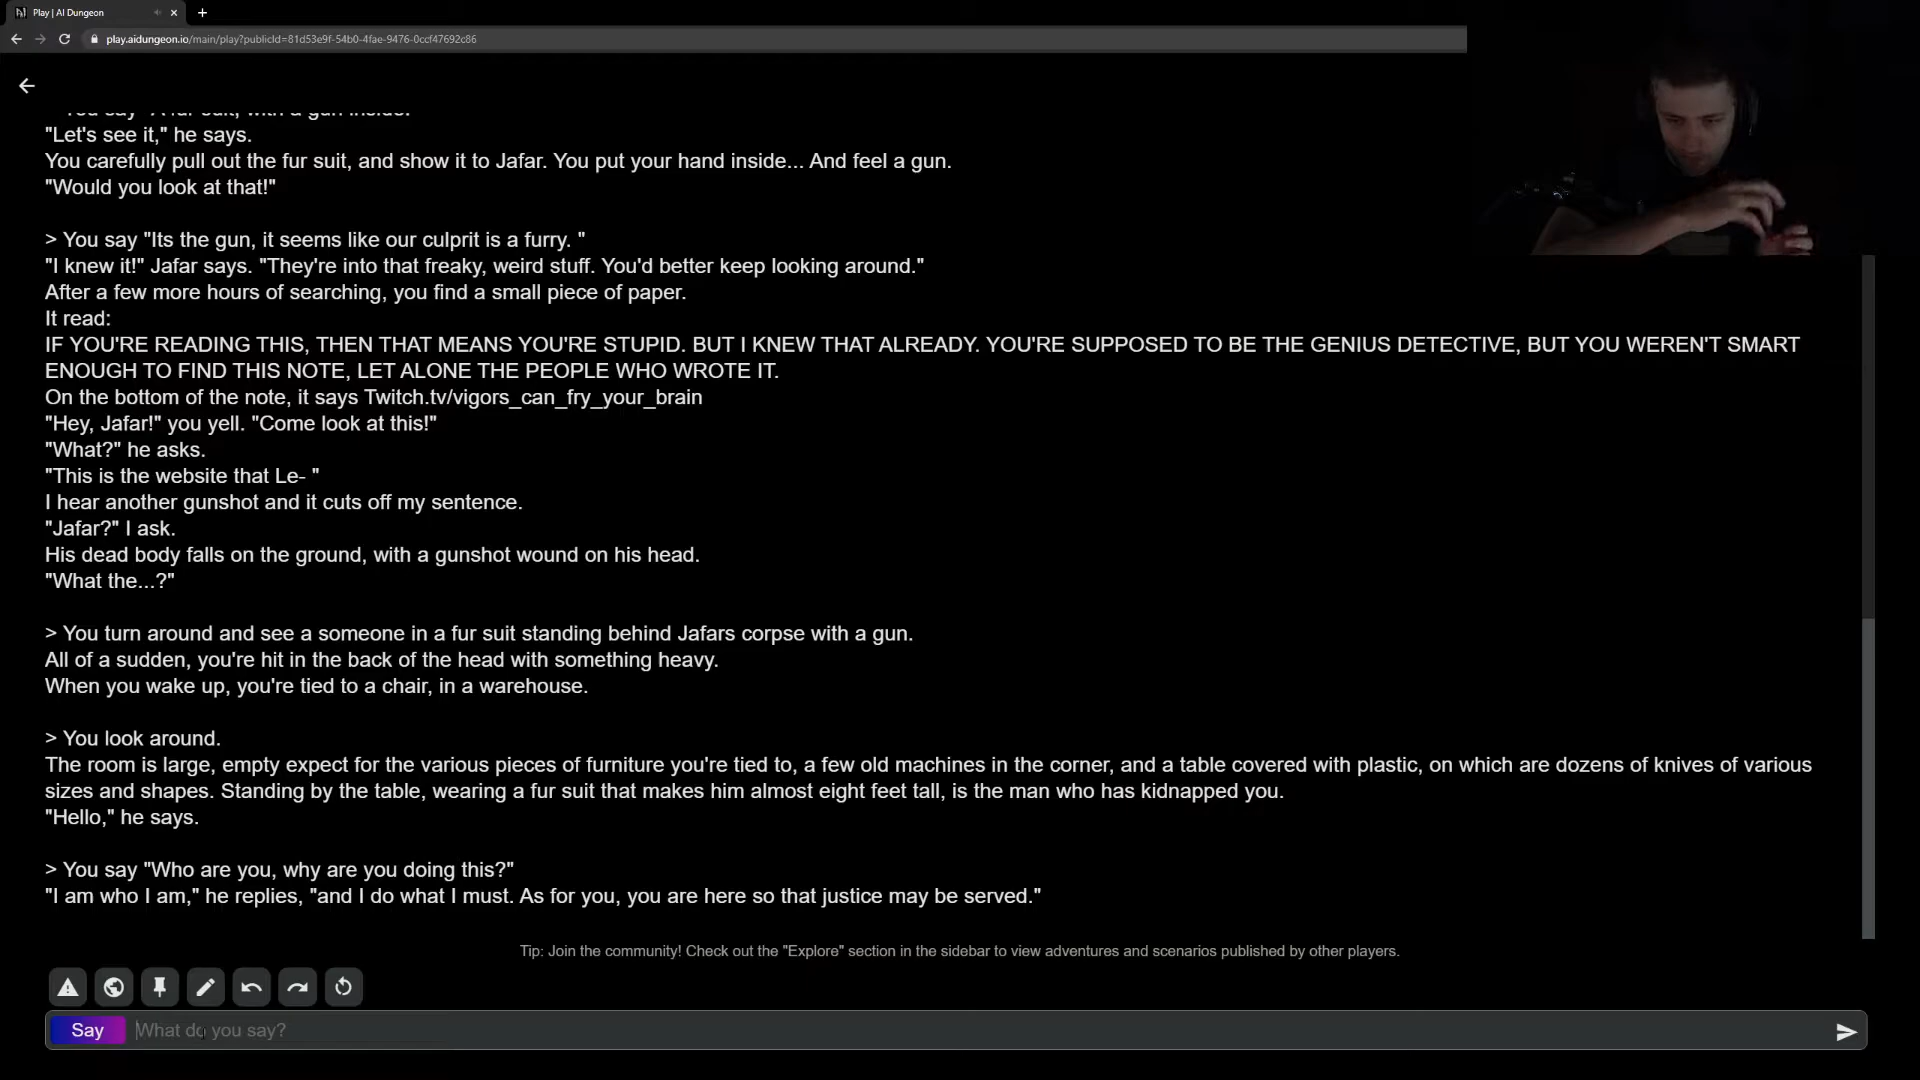 Play | AI Dungeon
play.aidungeon.io/main/play?publicId=81d53e9f-54b0-4fae-9476-0ccf47692c86
> You say "A fur suit, with a gun inside."
"Let's see it," he says.
You carefully pull out the fur suit, and show it to Jafar. You put your hand inside... And feel a gun.
"Would you look at that!"
> You say "Its the gun, it seems like our culprit is a furry. "
"I knew it!" Jafar says. "They're into that freaky, weird stuff. You'd better keep looking around."
After a few more hours of searching, you find a small piece of paper.
It read:
IF YOU'RE READING THIS, THEN THAT MEANS YOU'RE STUPID. BUT I KNEW THAT ALREADY. YOU'RE SUPPOSED TO BE THE GENIUS DETECTIVE, BUT YOU WEREN'T SMART
ENOUGH TO FIND THIS NOTE, LET ALONE THE PEOPLE WHO WROTE IT.
On the bottom of the note, it says Twitch.tv/vigors_can_fry_your_brain
"Hey, Jafar!" you yell. "Come look at this!"
"What?" he asks.
"This is the website that Le- "
I hear another gunshot and it cuts off my sentence.
"Jafar?" I ask.
His dead body falls on the ground, with a gunshot wound on his head.
"What the...?"
> You turn around and see a someone in a fur suit standing behind Jafars corpse with a gun.
All of a sudden, you're hit in the back of the head with something heavy.
When you wake up, you're tied to a chair, in a warehouse.
> You look around.
The room is large, empty expect for the various pieces of furniture you're tied to, a few old machines in the corner, and a table covered with plastic, on which are dozens of knives of various
sizes and shapes. Standing by the table, wearing a fur suit that makes him almost eight feet tall, is the man who has kidnapped you.
"Hello," he says.
> You say "Who are you, why are you doing this?"
"I am who I am," he replies, "and I do what I must. As for you, you are here so that justice may be served."
Tip: Join the community! Check out the "Explore" section in the sidebar to view adventures and scenarios published by other players.
Say What do you say?